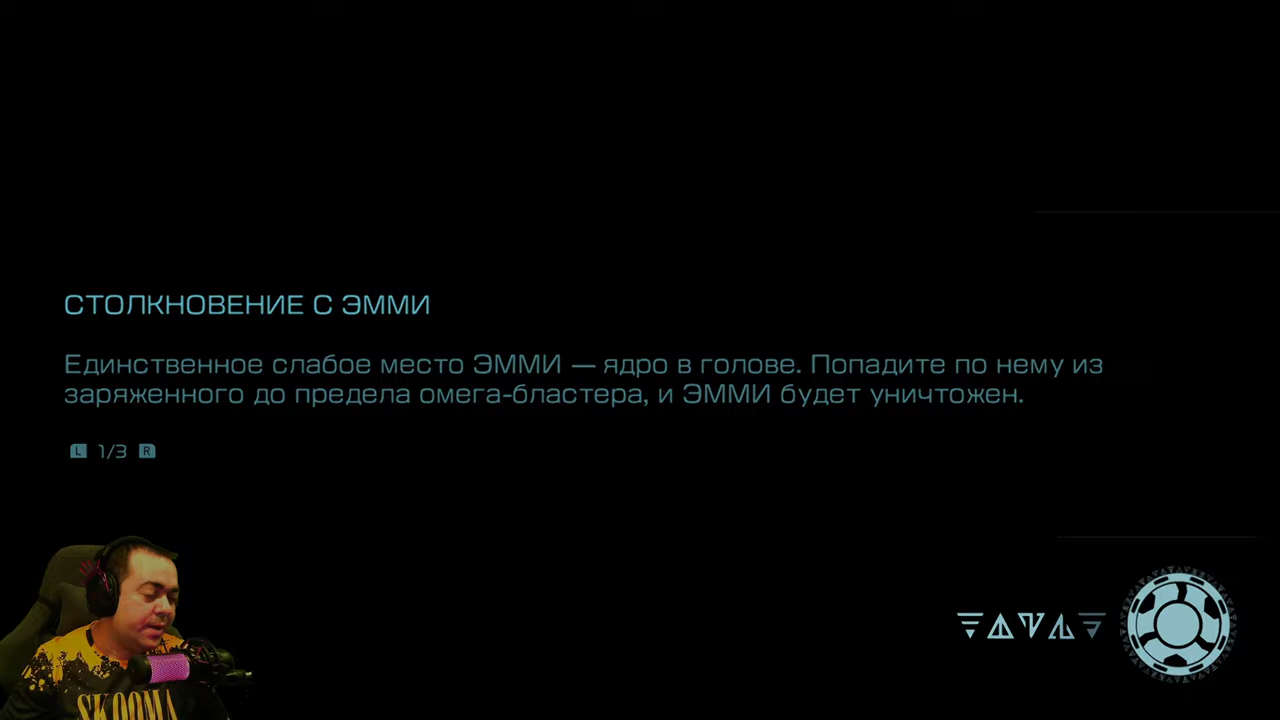 СТОЛКНОВЕНИЕ С ЭММИ
Единственное слабое место ЭММИ — ядро в голове. Попадите по нему из
заряженного до предела омега-бластера, и ЭММИ будет уничтожен.
L 1/3 R
SKOOMA